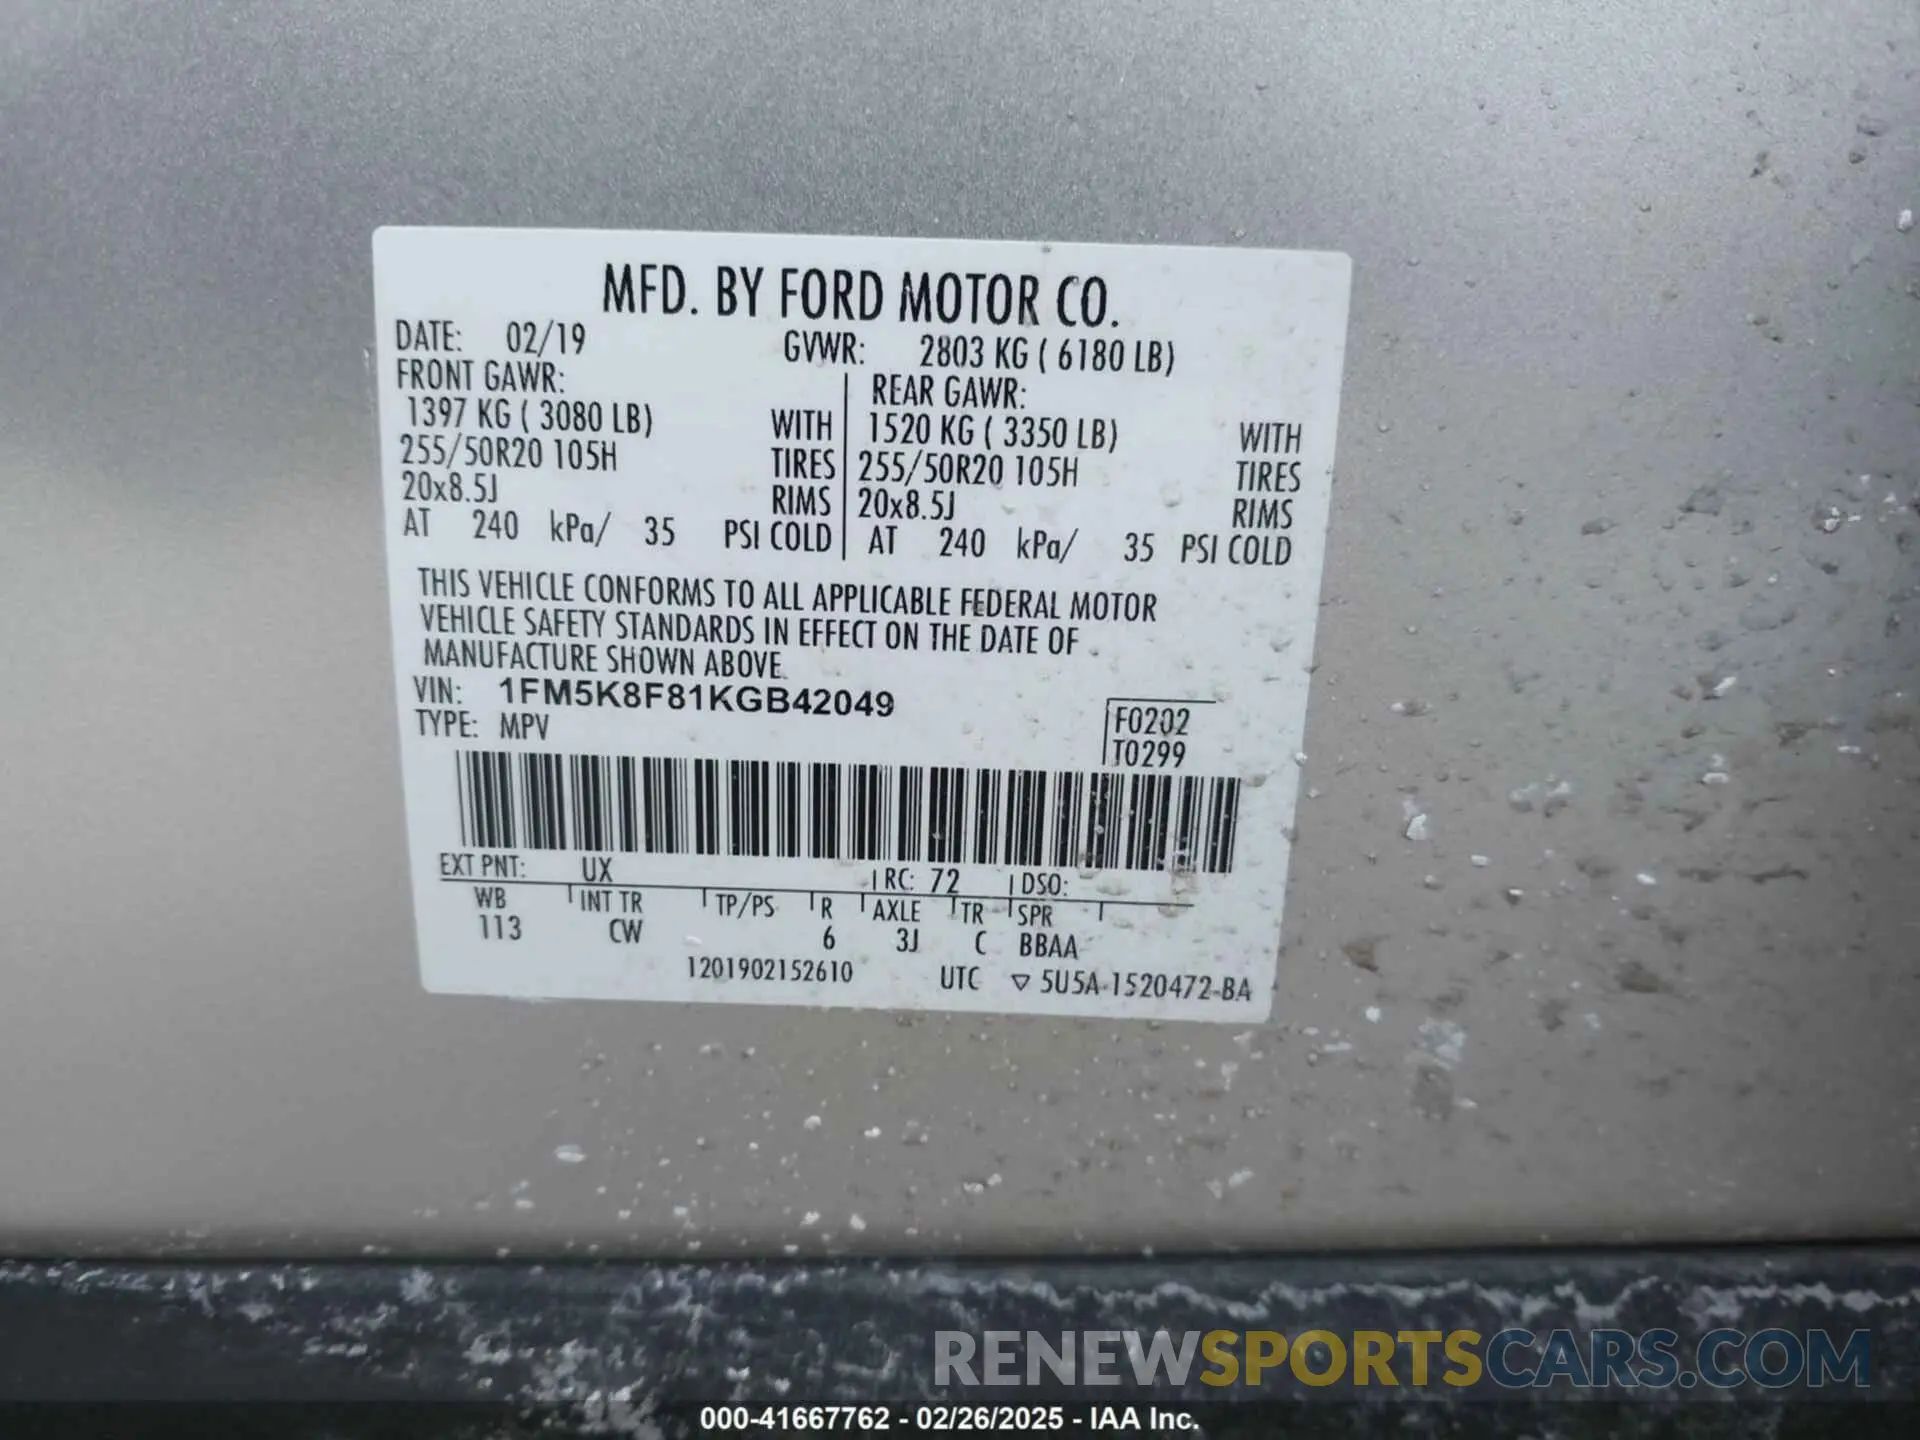 MFD. BY FORD MOTOR CO.
DATE: 02/19 GVWR: 2803 KG ( 6180 LB)
FRONT GAWR: REAR GAWR:
1397 KG ( 3080 LB) WITH 1520 KG ( 3350 LB) WITH
255/50R20 105H TIRES 255/50R20 105H TIRES
20x8.5J RIMS 20x8.5J RIMS
AT 240 kPa/ 35 PSI COLD AT 240 kPa/ 35 PSI COLD
THIS VEHICLE CONFORMS TO ALL APPLICABLE FEDERAL MOTOR
VEHICLE SAFETY STANDARDS IN EFFECT ON THE DATE OF
MANUFACTURE SHOWN ABOVE.
VIN: 1FM5K8F81KGB42049
TYPE: MPV
F0202
T0299
EXT PNT: UX RC: 72 DSO:
WB INT TR TP/PS R AXLE TR SPR
113 CW 6 3J C BBAA
1201902152610 UTC ▽ 5U5A-1520472-BA
RENEWSPORTSCARS.COM
000-41667762 - 02/26/2025 - IAA Inc.